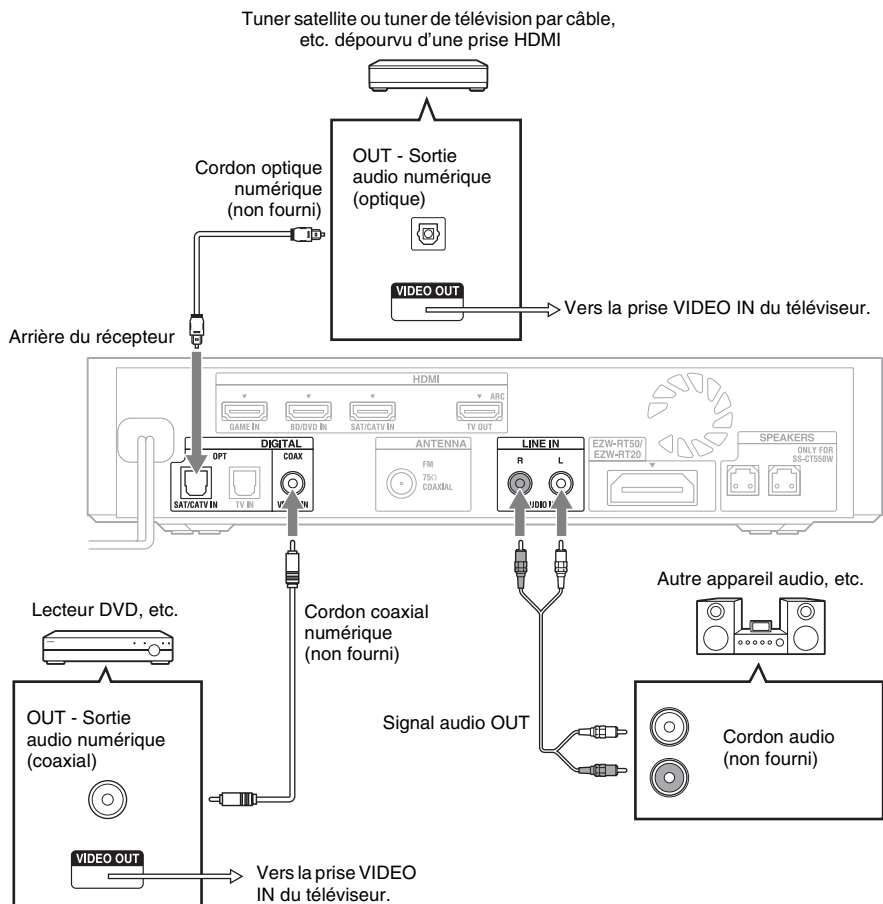 Tuner satellite ou tuner de télévision par câble,
etc. dépourvu d'une prise HDMI
OUT - Sortie
audio numérique
(optique)
Cordon optique
numérique
(non fourni)
VIDEO OUT
Vers la prise VIDEO IN du téléviseur.
Arrière du récepteur
HDMI
ARC
GAME IN
BD/DVD IN
SAT/CATV IN
TV OUT
DIGITAL
OPT
COAX
SAT/CATV IN
TV IN
ANTENNA
FM
75Ω
COAXIAL
LINE IN
R
L
EZW-RT50/
EZW-RT20
SPEAKERS
ONLY FOR
SS-CT550W
Lecteur DVD, etc.
Cordon coaxial
numérique
(non fourni)
Autre appareil audio, etc.
OUT - Sortie
audio numérique
(coaxial)
Signal audio OUT
Cordon audio
(non fourni)
VIDEO OUT
Vers la prise VIDEO
IN du téléviseur.